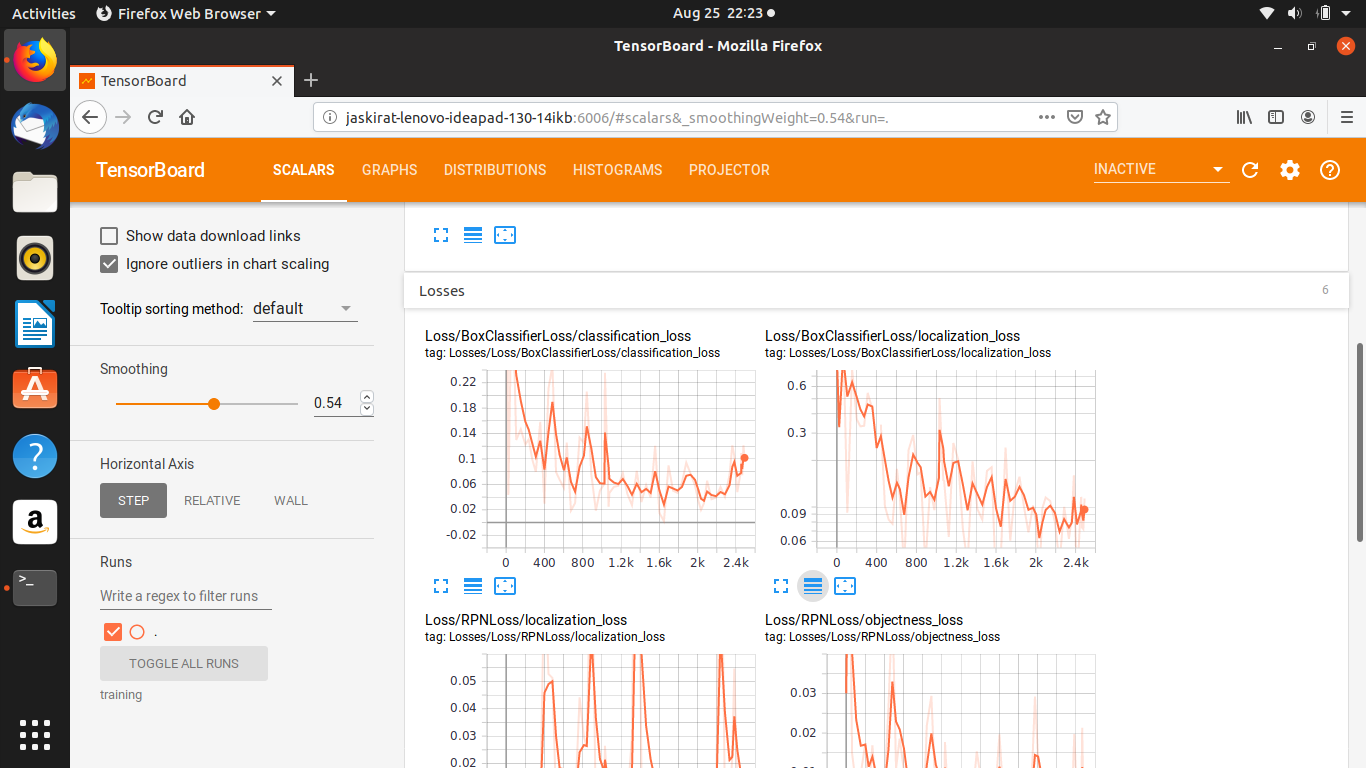 Activities Firefox Web Browser Aug 25 22:23
TensorBoard - Mozilla Firefox
TensorBoard
jaskirat-lenovo-ideapad-130-14ikb:6006/#scalars&_smoothingWeight=0.54&run=.
TensorBoard SCALARS GRAPHS DISTRIBUTIONS HISTOGRAMS PROJECTOR INACTIVE
Show data download links
Ignore outliers in chart scaling
Tooltip sorting method: default
Smoothing
0.54
Horizontal Axis
STEP RELATIVE WALL
Runs
Write a regex to filter runs
.
TOGGLE ALL RUNS
training
Losses 6
Loss/BoxClassifierLoss/classification_loss
tag: Losses/Loss/BoxClassifierLoss/classification_loss
0.22
0.18
0.14
0.1
0.06
0.02
-0.02
0 400 800 1.2k 1.6k 2k 2.4k
Loss/BoxClassifierLoss/localization_loss
tag: Losses/Loss/BoxClassifierLoss/localization_loss
0.6
0.3
0.09
0.06
0 400 800 1.2k 1.6k 2k 2.4k
Loss/RPNLoss/localization_loss
tag: Losses/Loss/RPNLoss/localization_loss
0.05
0.04
0.03
0.02
Loss/RPNLoss/objectness_loss
tag: Losses/Loss/RPNLoss/objectness_loss
0.03
0.02